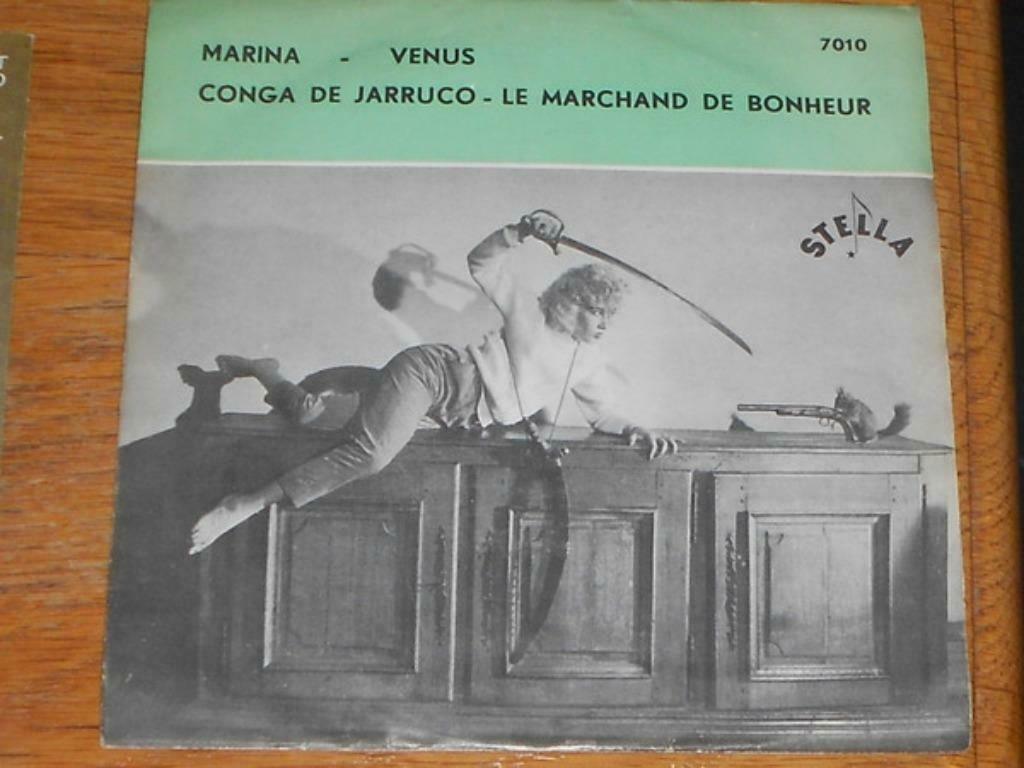 MARINA - VENUS 7010
CONGA DE JARRUCO - LE MARCHAND DE BONHEUR
STELLA